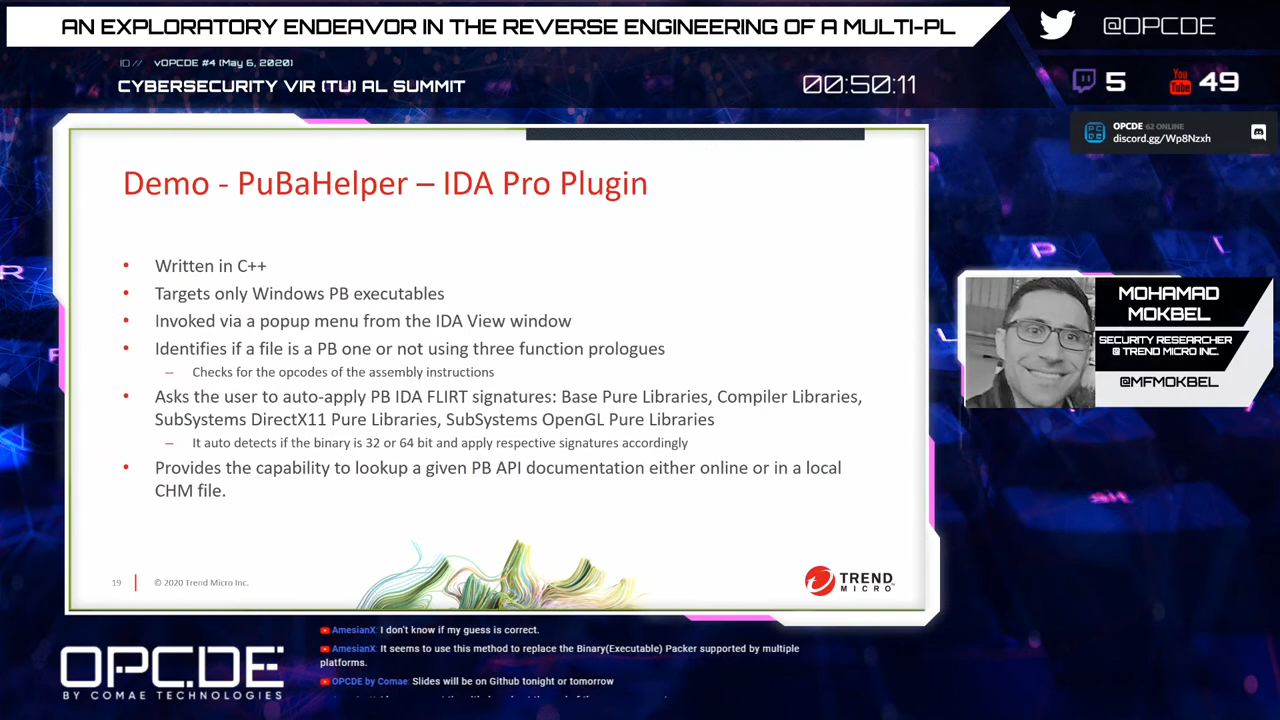 AN EXPLORATORY ENDEAVOR IN THE REVERSE ENGINEERING OF A MULTI-PL
@OPCDE
ID // vOPCDE #4 (May 6, 2020)
CYBERSECURITY VIR (TU) AL SUMMIT
00:50:11
5
You Tube
49
OPCDE 62 ONLINE
discord.gg/Wp8Nzxh
Demo - PuBaHelper – IDA Pro Plugin
• Written in C++
• Targets only Windows PB executables
• Invoked via a popup menu from the IDA View window
• Identifies if a file is a PB one or not using three function prologues
– Checks for the opcodes of the assembly instructions
• Asks the user to auto-apply PB IDA FLIRT signatures: Base Pure Libraries, Compiler Libraries,
SubSystems DirectX11 Pure Libraries, SubSystems OpenGL Pure Libraries
– It auto detects if the binary is 32 or 64 bit and apply respective signatures accordingly
• Provides the capability to lookup a given PB API documentation either online or in a local
CHM file.
19
© 2020 Trend Micro Inc.
TREND
MICRO
MOHAMAD
MOKBEL
SECURITY RESEARCHER
@ TREND MICRO INC.
@MFMOKBEL
OPCDE
BY COMAE TECHNOLOGIES
AmesianX: I don't know if my guess is correct.
AmesianX: It seems to use this method to replace the Binary(Executable) Packer supported by multiple
platforms.
OPCDE by Comae: Slides will be on Github tonight or tomorrow